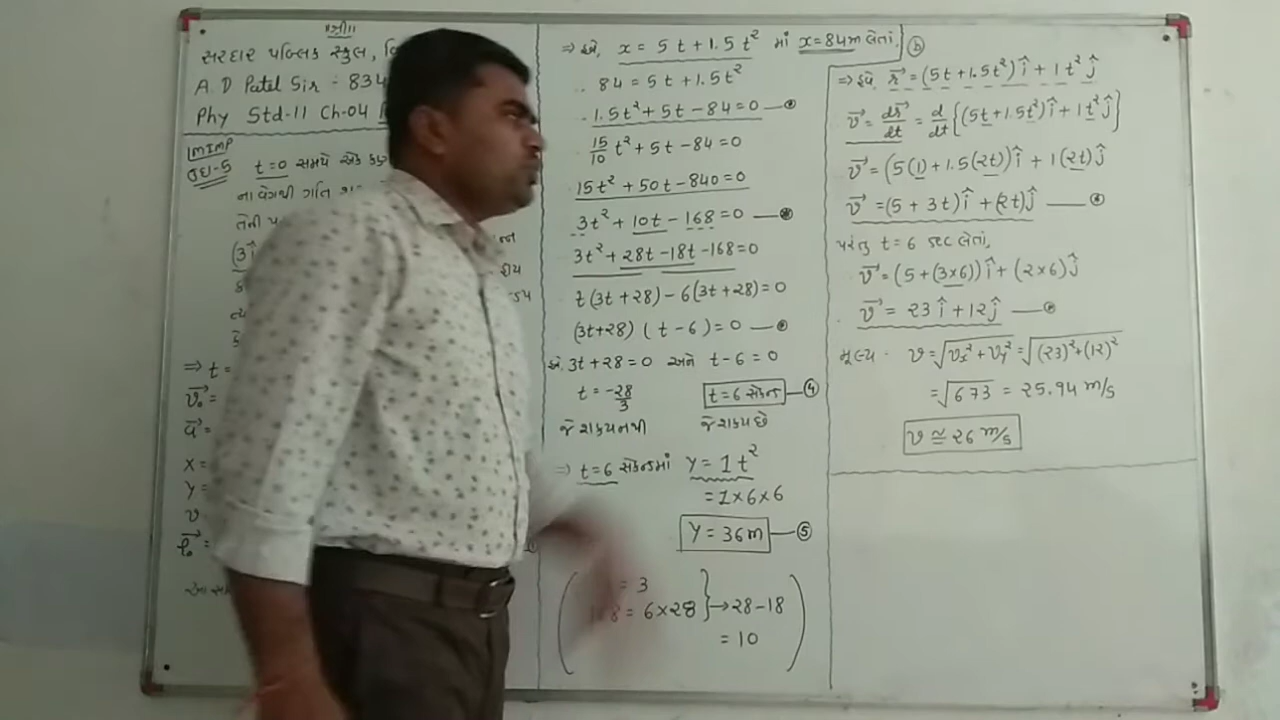 ॥શ્રી॥
સરદાર પબ્લિક સ્કુલ,
A. D Patel Sir :- 834
Phy Std-11 Ch-04
IMIMP
ઉદા-5 t=0 સમયે એક
ના વેગથી ગતિ
તેની
(3î
⇒ t =
v₀⃗ =
a⃗ =
x =
y =
v
r₀⃗ =
⇒ હવે, x = 5t + 1.5t² માં x=84m લેતાં,
∴ 84 = 5t + 1.5t²
∴ 1.5t² + 5t - 84 = 0
15/10 t² + 5t - 84 = 0
15t² + 50t - 840 = 0
3t² + 10t - 168 = 0
3t² + 28t - 18t - 168 = 0
t(3t + 28) - 6(3t + 28) = 0
(3t+28) (t - 6) = 0
3t + 28 = 0 અને t - 6 = 0
t = -28/3 t = 6 સેકન્ડ ④
જે શક્ય નથી જે શક્ય છે
⇒ t=6 સેકન્ડમાં y = 1t²
= 1×6×6
y = 36m ⑤
= 3
= 6×28 } → 28-18
= 10
ⓑ
⇒ હવે r⃗ = (5t + 1.5t²)î + 1t²ĵ
v⃗ = dr⃗/dt = d/dt {(5t + 1.5t²)î + 1t²ĵ}
v⃗ = (5(1) + 1.5(2t))î + 1(2t)ĵ
v⃗ = (5 + 3t)î + (2t)ĵ
પરંતુ t = 6 sec લેતાં,
v⃗ = (5 + (3×6))î + (2×6)ĵ
∴ v⃗ = 23î + 12ĵ
મૂલ્ય v = √(vx² + vy²) = √((23)² + (12)²)
= √673 = 25.94 m/s
v ≅ 26 m/s